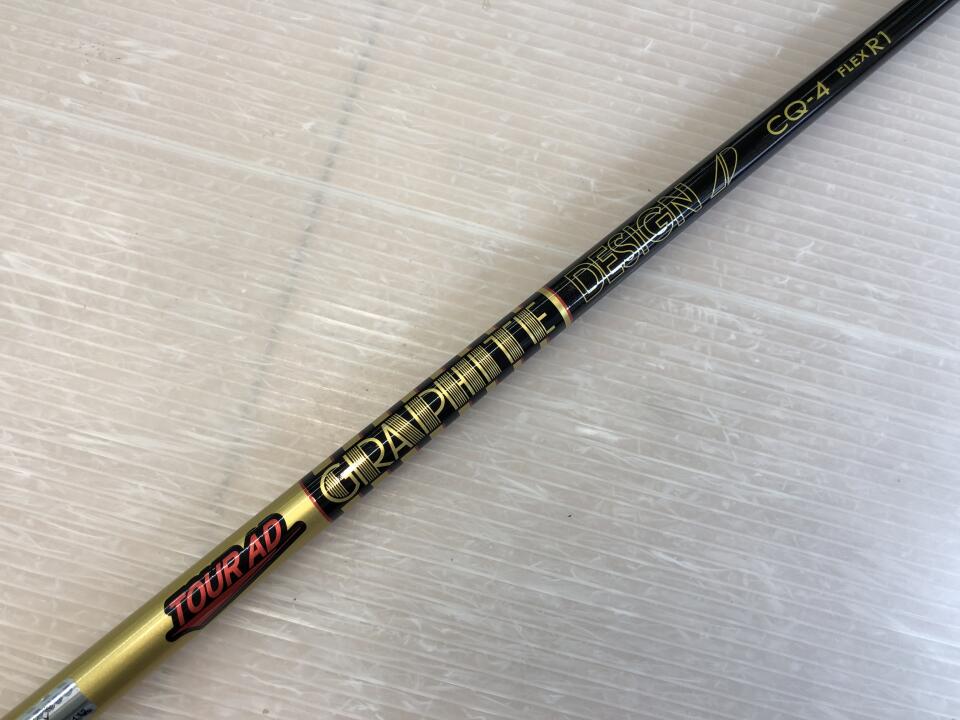 TOUR AD
GRAPHITE DESIGN
CQ-4 FLEX R1